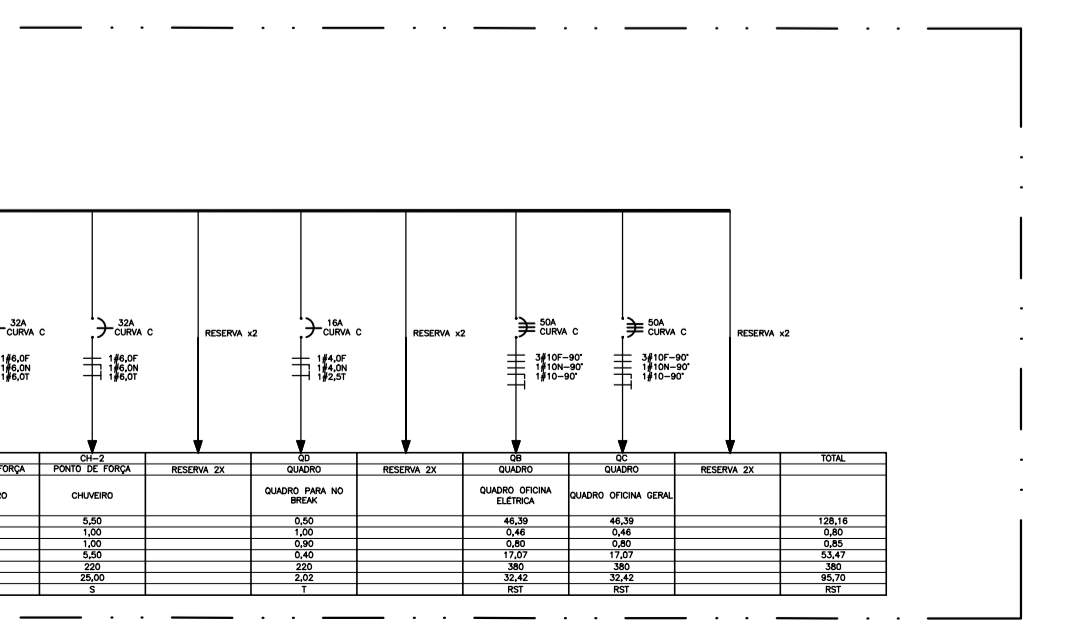 32A
CURVA C
32A
CURVA C
RESERVA x2
16A
CURVA C
RESERVA x2
50A
CURVA C
50A
CURVA C
RESERVA x2
1#6,0F
1#6,0N
1#6,0T
1#6,0F
1#6,0N
1#6,0T
1#4,0F
1#4,0N
1#2,5T
3#10F-90°
1#10N-90°
1#10-90°
3#10F-90°
1#10N-90°
1#10-90°
CH-2 QD QB QC TOTAL
FORÇA PONTO DE FORÇA RESERVA 2X QUADRO RESERVA 2X QUADRO QUADRO RESERVA 2X
RO CHUVEIRO QUADRO PARA NO BREAK QUADRO OFICINA ELÉTRICA QUADRO OFICINA GERAL
5,50 0,50 46,39 46,39 128,16
1,00 1,00 0,46 0,46 0,80
1,00 0,90 0,80 0,80 0,85
5,50 0,40 17,07 17,07 53,47
220 220 380 380 380
25,00 2,02 32,42 32,42 95,70
S T RST RST RST